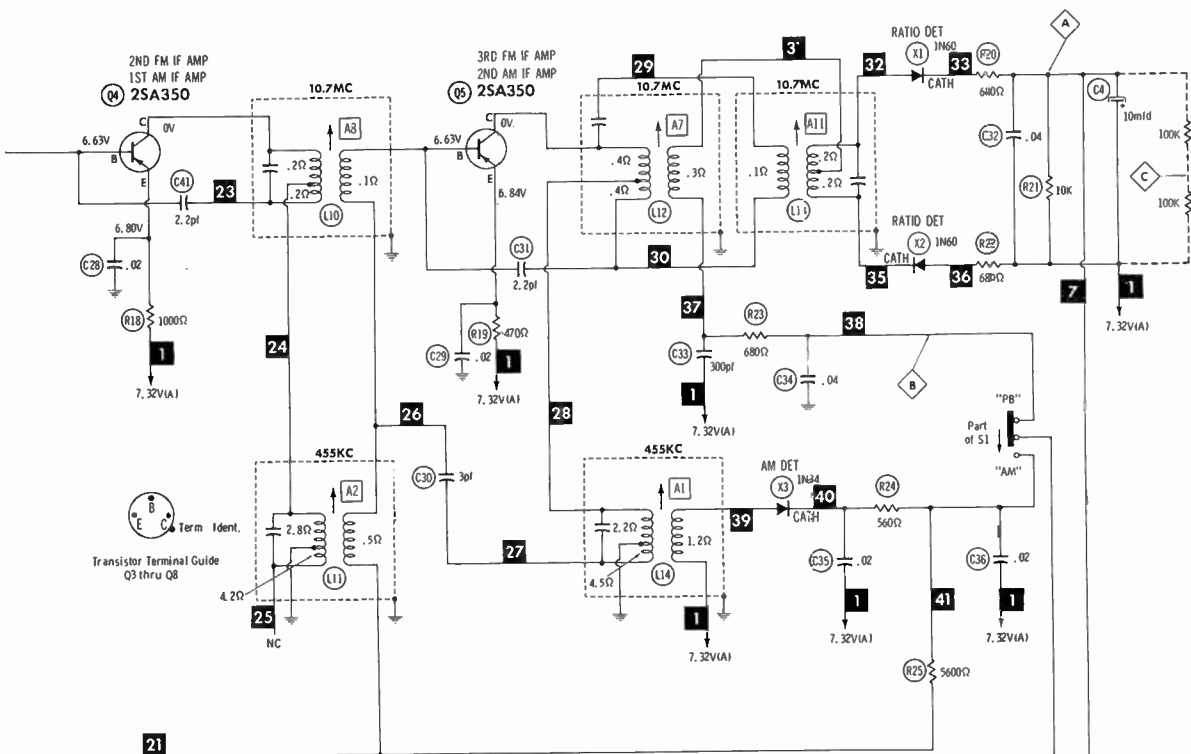 2ND FM IF AMP
1ST AM IF AMP
Q4 2SA350
C
0V
6.63V
B
E
C41
23
2.2pf
6.80V
C28 .02
R18 1000Ω
1
7.32V(A)
10.7MC
A8
.2Ω
.2Ω
.1Ω
L10
24
26
3RD FM IF AMP
2ND AM IF AMP
Q5 2SA350
C
0V.
6.63V
B
E
6.84V
C31
2.2pf
30
R19 470Ω
C29 .02
1
7.32V(A)
29
10.7MC
A7
.4Ω
.4Ω
.3Ω
L12
28
10.7MC
A11
.1Ω
.2Ω
.2Ω
32
RATIO DET
X1 1N60
CATH
33
R20
680Ω
A
C32 .04
R21 10K
C4
10mfd
100K
C
100K
RATIO DET
X2 1N60
CATH
35
36
R22
680Ω
7
1
7.32V(A)
37
R23
680Ω
38
C33
300pf
C34 .04
1
7.32V(A)
B
"PB"
Part of S1
"AM"
B
E C
Term Ident.
Transistor Terminal Guide
Q3 thru Q8
455KC
A2
2.8Ω
.5Ω
L11
4.2Ω
25
NC
C30 3pf
27
455KC
A1
2.2Ω
1.2Ω
L14
4.5Ω
1
7.32V(A)
39
AM DET
X3 1N34
CATH
40
R24
560Ω
C35 .02
1
7.32V(A)
41
C36 .02
1
7.32V(A)
R25 5600Ω
21